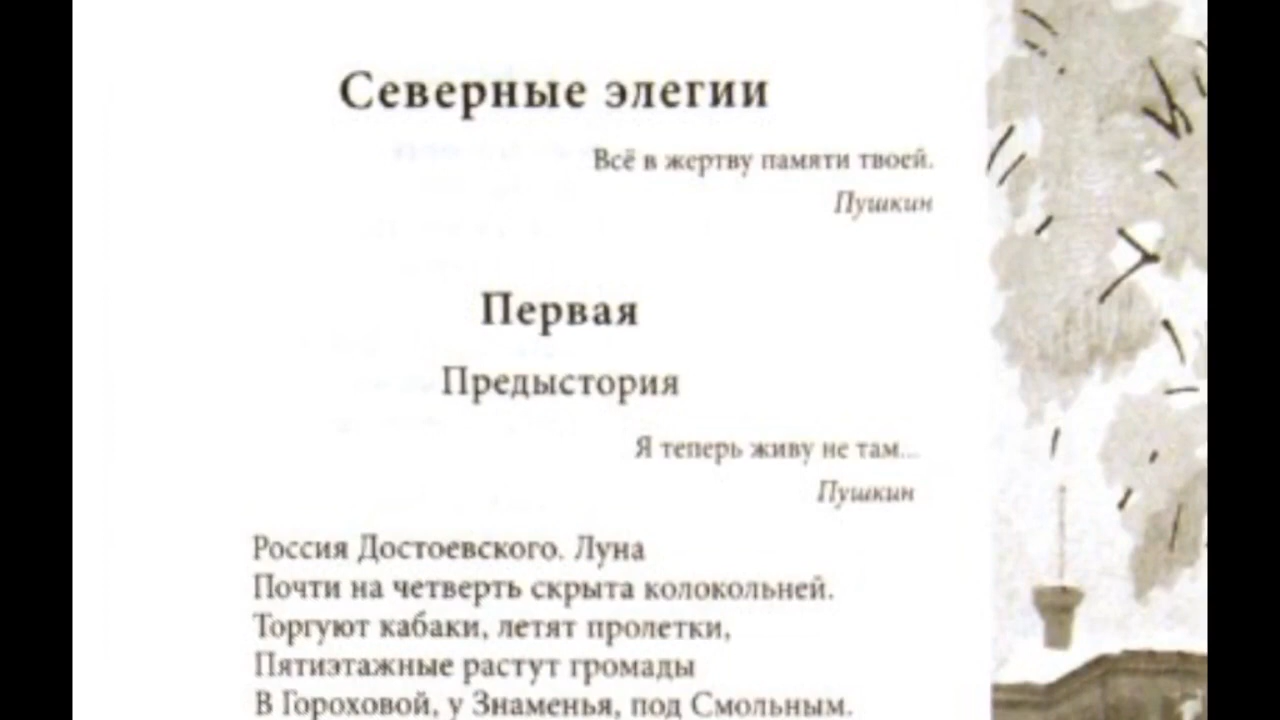 Северные элегии
Всё в жертву памяти твоей.
Пушкин
Первая
Предыстория
Я теперь живу не там...
Пушкин
Россия Достоевского. Луна
Почти на четверть скрыта колокольней.
Торгуют кабаки, летят пролетки,
Пятиэтажные растут громады
В Гороховой, у Знаменья, под Смольным.